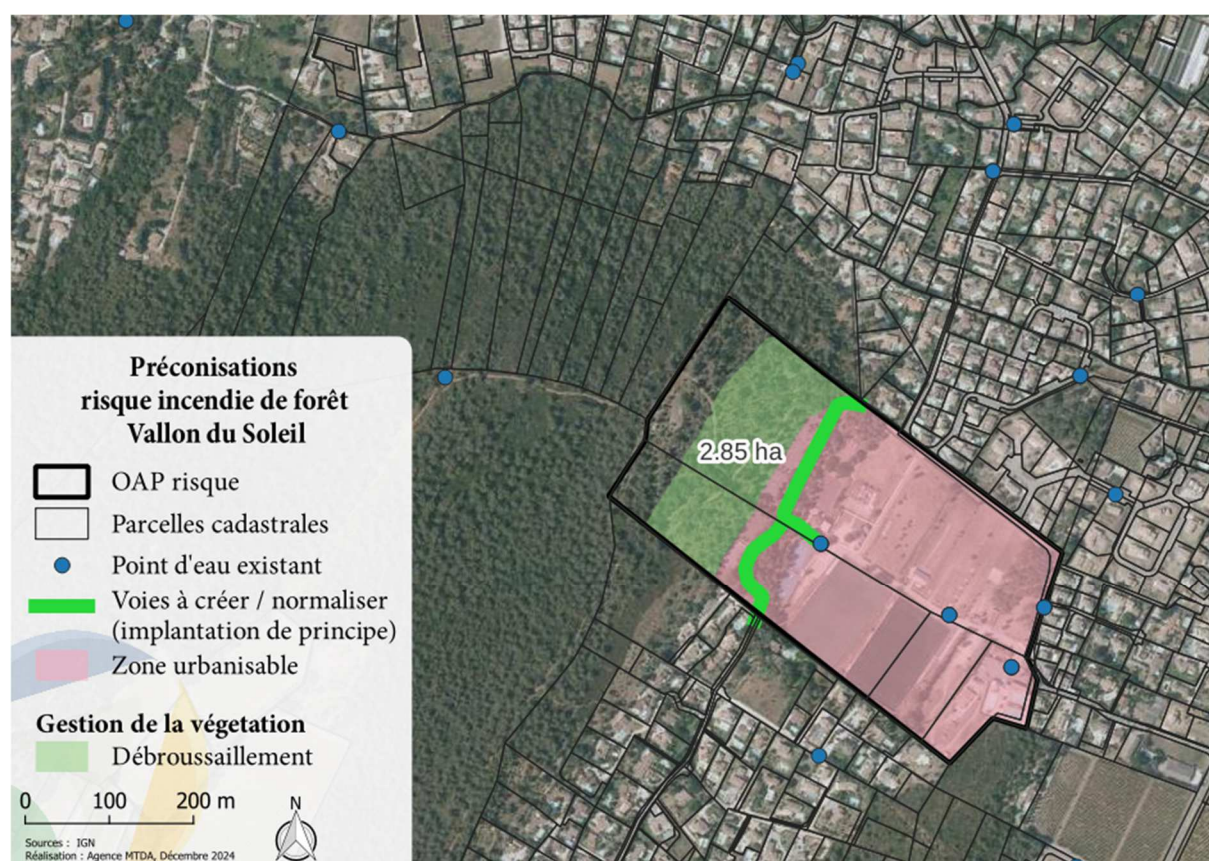 2.85 ha
Préconisations
risque incendie de forêt
Vallon du Soleil
OAP risque
Parcelles cadastrales
Point d'eau existant
Voies à créer / normaliser
(implantation de principe)
Zone urbanisable
Gestion de la végetation
Débroussaillement
0 100 200 m
N
Sources : IGN
Réalisation : Agence MTDA, Décembre 2024